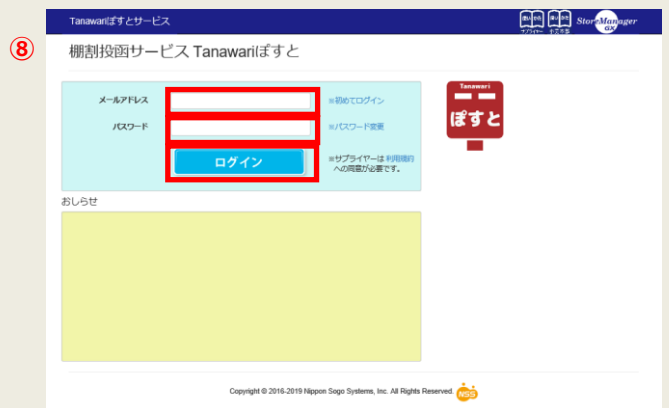 Tanawariぽすとサービス
StoreManager
GX
⑧
棚割投函サービス Tanawariぽすと
メールアドレス
※初めてログイン
パスワード
※パスワード変更
ログイン
※サプライヤーは 利用規約
への同意が必要です。
Tanawari
ぽすと
おしらせ
Copyright © 2016-2019 Nippon Sogo Systems, Inc. All Rights Reserved.
NSS